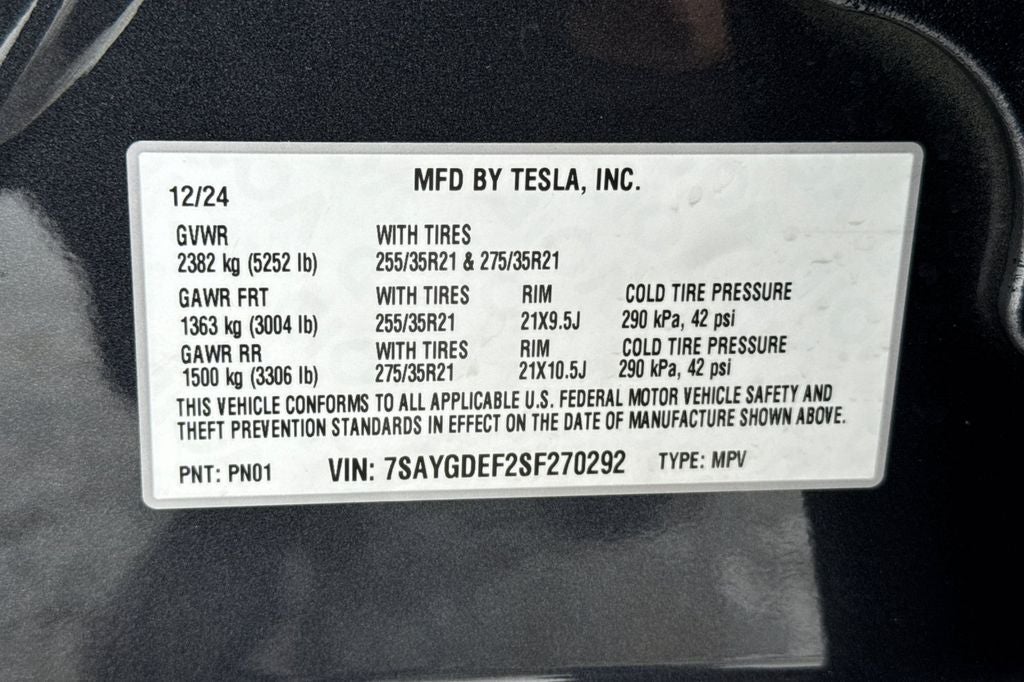 MFD BY TESLA, INC.
12/24
GVWR WITH TIRES
2382 kg (5252 lb) 255/35R21 & 275/35R21
GAWR FRT WITH TIRES RIM COLD TIRE PRESSURE
1363 kg (3004 lb) 255/35R21 21X9.5J 290 kPa, 42 psi
GAWR RR WITH TIRES RIM COLD TIRE PRESSURE
1500 kg (3306 lb) 275/35R21 21X10.5J 290 kPa, 42 psi
THIS VEHICLE CONFORMS TO ALL APPLICABLE U.S. FEDERAL MOTOR VEHICLE SAFETY AND
THEFT PREVENTION STANDARDS IN EFFECT ON THE DATE OF MANUFACTURE SHOWN ABOVE.
PNT: PN01 VIN: 7SAYGDEF2SF270292 TYPE: MPV